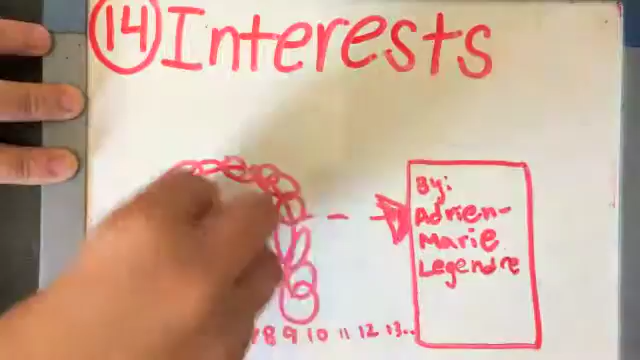 14 Interests
By:
Adrien-
Marie
Legendre
8 9 10 11 12 13...